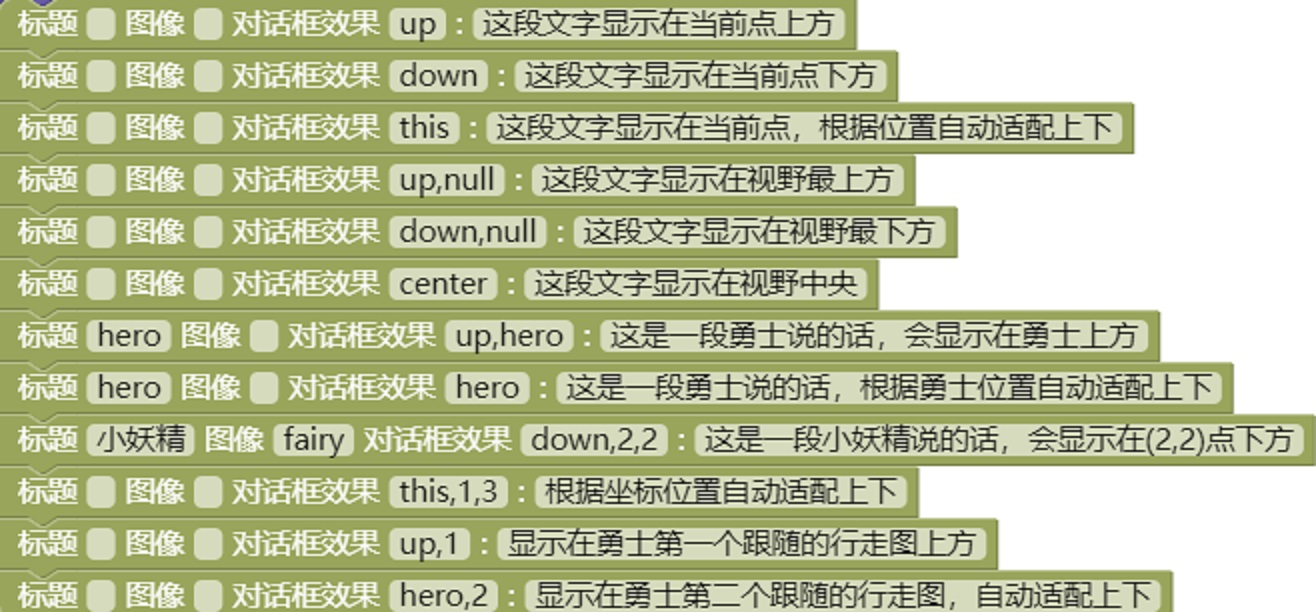 标题 图像 对话框效果 up : 这段文字显示在当前点上方
标题 图像 对话框效果 down : 这段文字显示在当前点下方
标题 图像 对话框效果 this : 这段文字显示在当前点，根据位置自动适配上下
标题 图像 对话框效果 up,null : 这段文字显示在视野最上方
标题 图像 对话框效果 down,null : 这段文字显示在视野最下方
标题 图像 对话框效果 center : 这段文字显示在视野中央
标题 hero 图像 对话框效果 up,hero : 这是一段勇士说的话，会显示在勇士上方
标题 hero 图像 对话框效果 hero : 这是一段勇士说的话，根据勇士位置自动适配上下
标题 小妖精 图像 fairy 对话框效果 down,2,2 : 这是一段小妖精说的话，会显示在(2,2)点下方
标题 图像 对话框效果 this,1,3 : 根据坐标位置自动适配上下
标题 图像 对话框效果 up,1 : 显示在勇士第一个跟随的行走图上方
标题 图像 对话框效果 hero,2 : 显示在勇士第二个跟随的行走图，自动适配上下